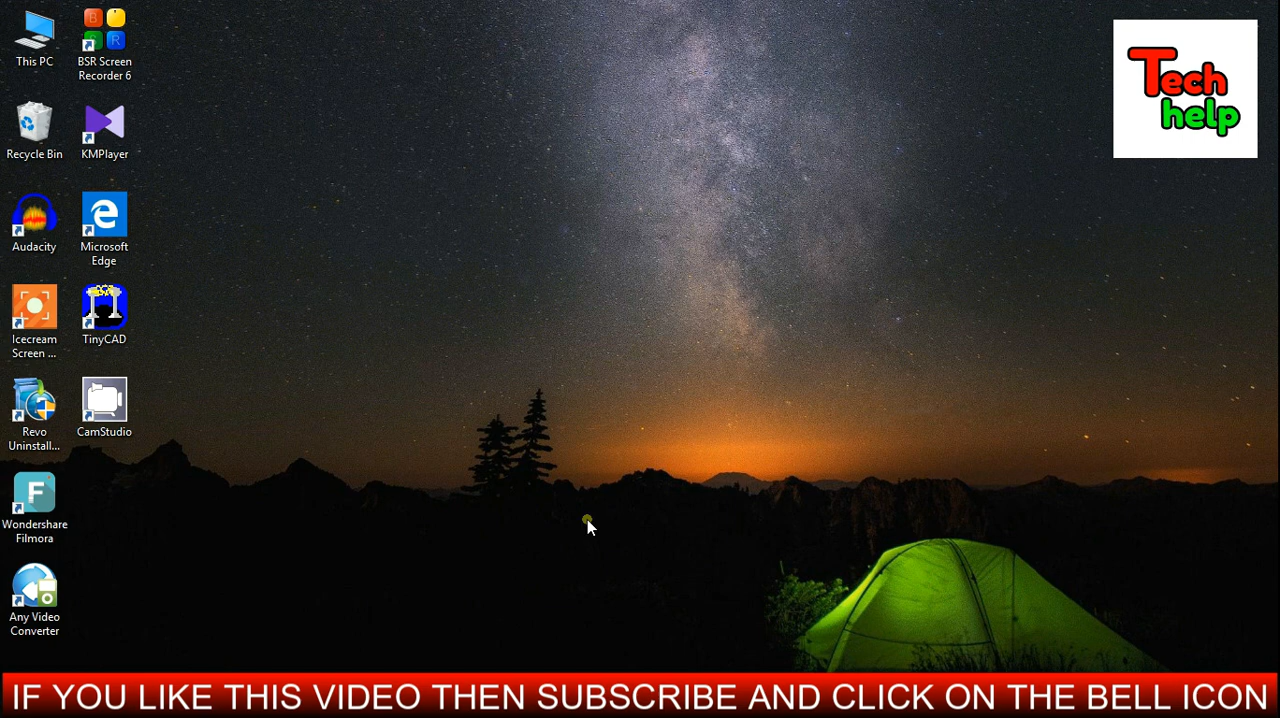 This PC
BSR Screen
Recorder 6
Recycle Bin
KMPlayer
Audacity
Microsoft
Edge
Icecream
Screen ...
TinyCAD
Revo
Uninstall...
CamStudio
Wondershare
Filmora
Any Video
Converter
Tech
help
IF YOU LIKE THIS VIDEO THEN SUBSCRIBE AND CLICK ON THE BELL ICON